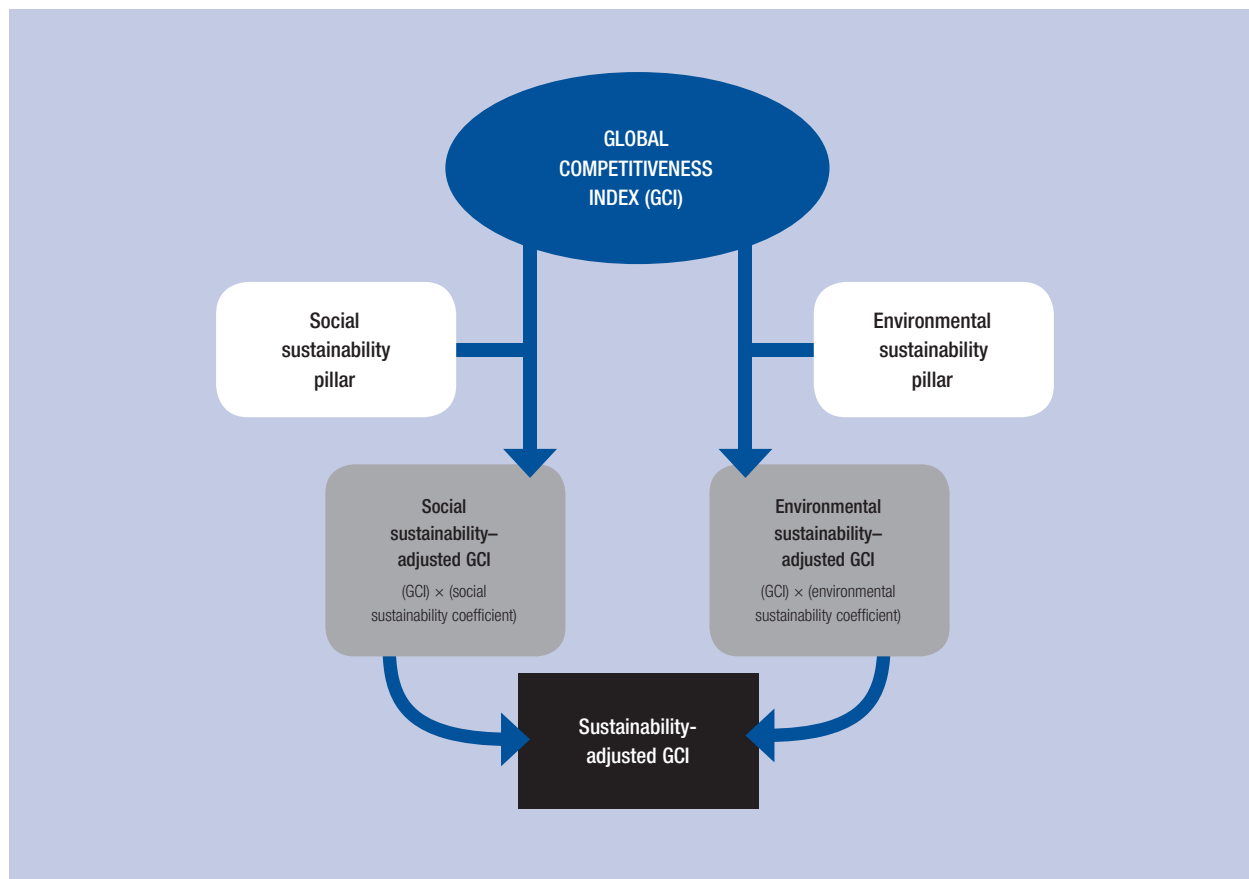 GLOBAL
COMPETITIVENESS
INDEX (GCI)
Social
sustainability
pillar
Environmental
sustainability
pillar
Social
sustainability–
adjusted GCI
(GCI) × (social
sustainability coefficient)
Environmental
sustainability–
adjusted GCI
(GCI) × (environmental
sustainability coefficient)
Sustainability-
adjusted GCI